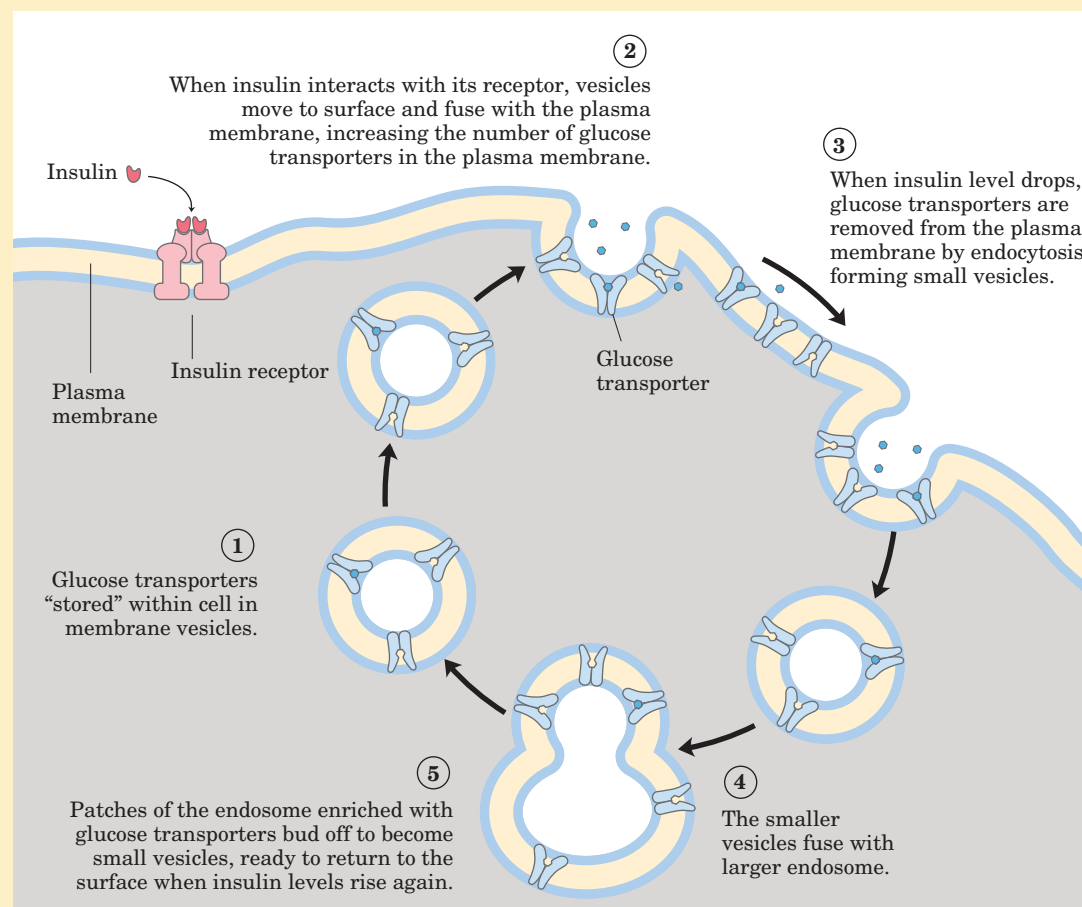 2
When insulin interacts with its receptor, vesicles
move to surface and fuse with the plasma
membrane, increasing the number of glucose
transporters in the plasma membrane.
3
When insulin level drops,
glucose transporters are
removed from the plasma
membrane by endocytosis
forming small vesicles.
Insulin
Plasma
membrane
Insulin receptor
Glucose
transporter
1
Glucose transporters
“stored” within cell in
membrane vesicles.
5
Patches of the endosome enriched with
glucose transporters bud off to become
small vesicles, ready to return to the
surface when insulin levels rise again.
4
The smaller
vesicles fuse with
larger endosome.